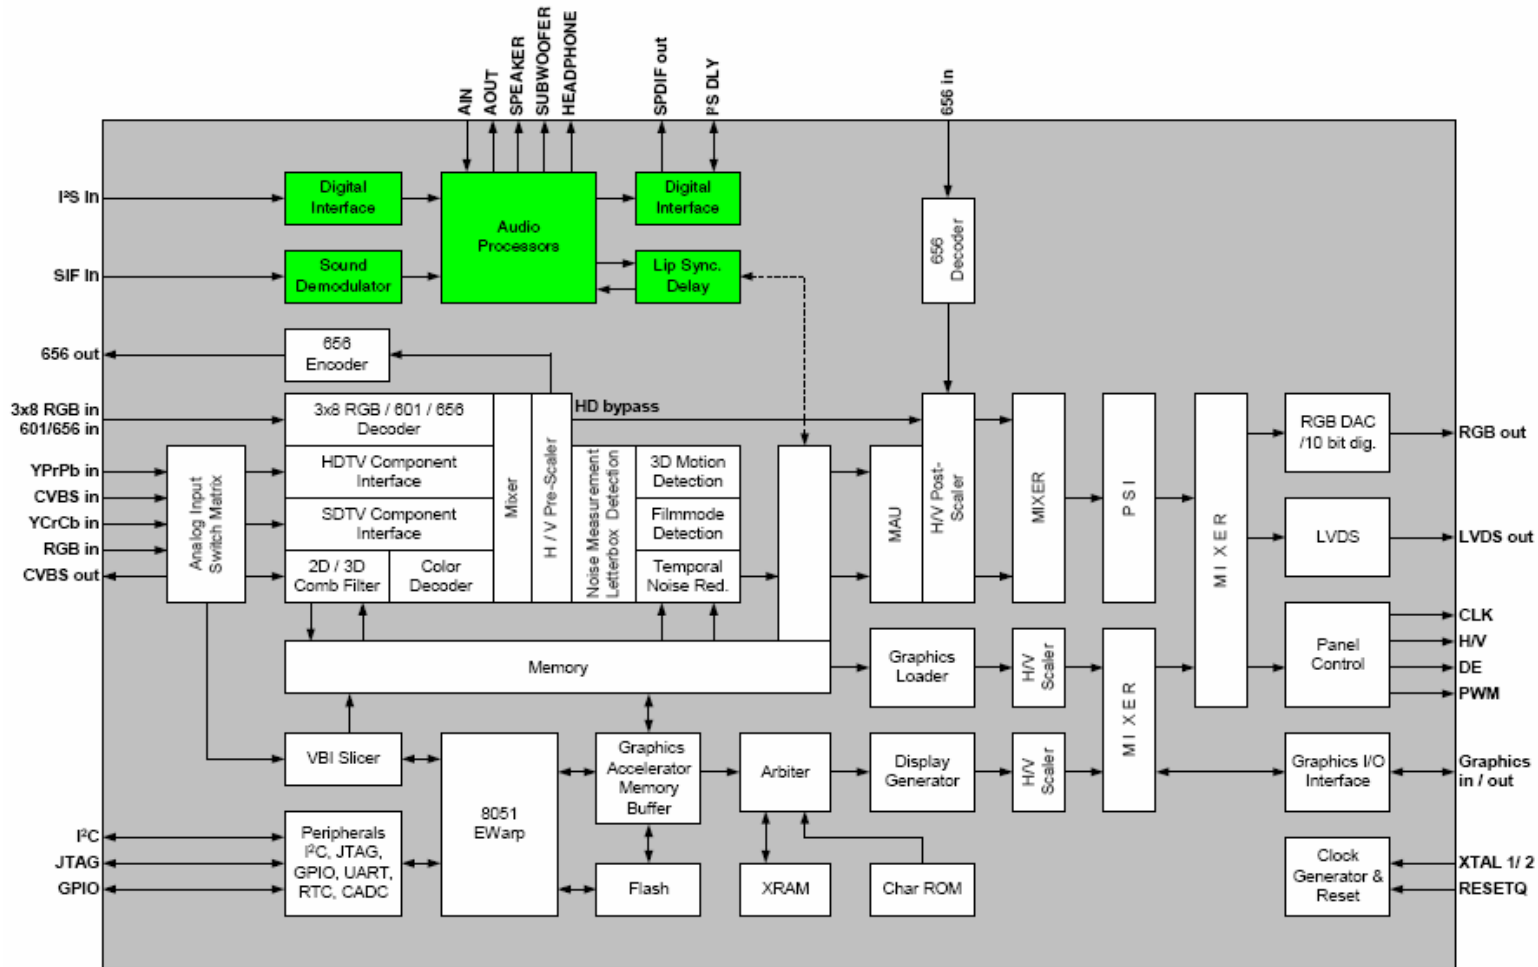 AIN
AOUT
SPEAKER
SUBWOOFER
HEADPHONE
SPDIF out
I²S DLY
656 in
I²S In
Digital
Interface
Audio
Processors
Digital
Interface
SIF In
Sound
Demodulator
Lip Sync.
Delay
656
Decoder
656 out
656
Encoder
3x8 RGB in
601/656 in
3x8 RGB / 601 / 656
Decoder
HD bypass
YPrPb in
CVBS in
YCrCb in
RGB in
CVBS out
Analog Input
Switch Matrix
HDTV Component
Interface
SDTV Component
Interface
2D / 3D
Comb Filter
Color
Decoder
Mixer
H / V Pre-Scaler
Noise Measurement
Letterbox Detection
3D Motion
Detection
Filmmode
Detection
Temporal
Noise Red.
MAU
H/V Post-
Scaler
MIXER
PSI
MIXER
RGB DAC
/10 bit dig.
RGB out
LVDS
LVDS out
Panel
Control
CLK
H/V
DE
PWM
Memory
Graphics
Loader
H/V
Scaler
MIXER
VBI Slicer
8051
EWarp
Graphics
Accelerator
Memory
Buffer
Arbiter
Display
Generator
H/V
Scaler
Graphics I/O
Interface
Graphics
in / out
I²C
JTAG
GPIO
Peripherals
I²C, JTAG,
GPIO, UART,
RTC, CADC
Flash
XRAM
Char ROM
Clock
Generator &
Reset
XTAL 1/ 2
RESETQ